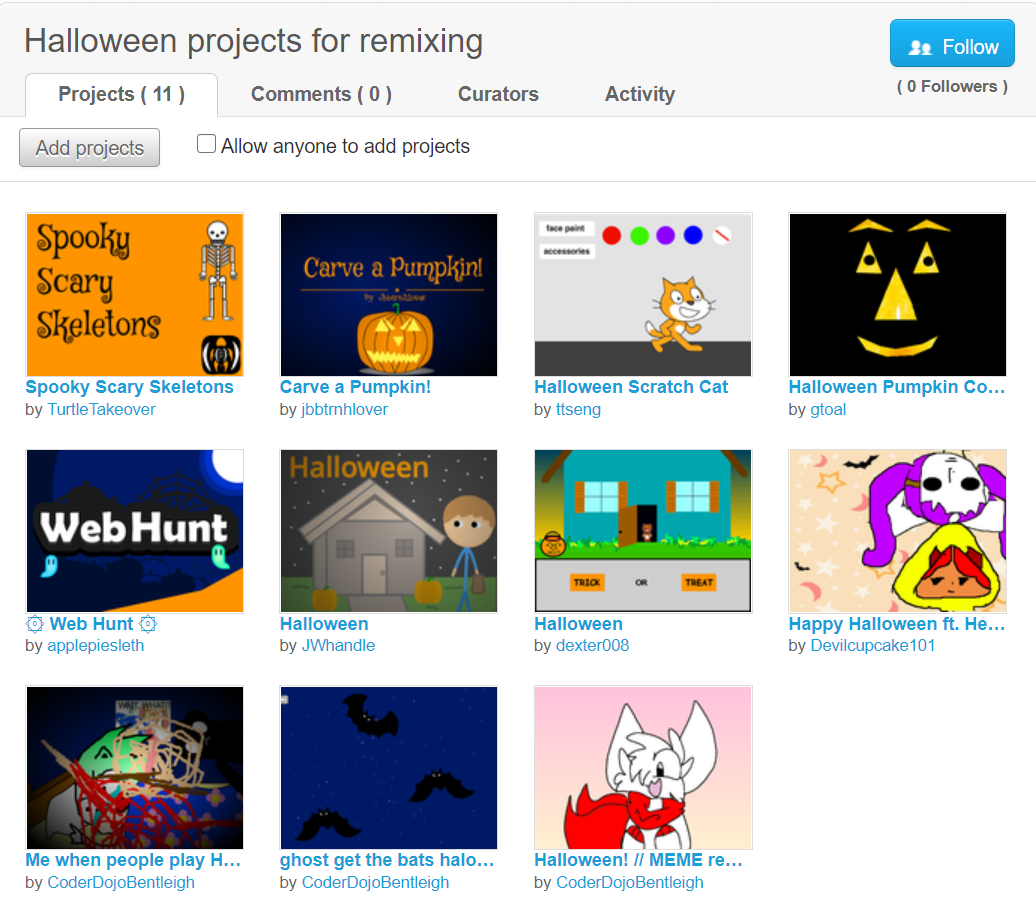 Halloween projects for remixing
Follow
( 0 Followers )
Projects ( 11 )
Comments ( 0 )
Curators
Activity
Add projects
Allow anyone to add projects
Spooky
Scary
Skeletons
Spooky Scary Skeletons
by TurtleTakeover
Carve a Pumpkin!
By Jbbtrnhlover
Carve a Pumpkin!
by jbbtrnhlover
face paint
accessories
Halloween Scratch Cat
by ttseng
Halloween Pumpkin Co...
by gtoal
Web Hunt
۞ Web Hunt ۞
by applepiesleth
Halloween
Halloween
by JWhandle
TRICK OR TREAT
Halloween
by dexter008
Happy Halloween ft. He...
by Devilcupcake101
WAIT, WHAT!?
Me when people play H...
by CoderDojoBentleigh
ghost get the bats halo...
by CoderDojoBentleigh
Halloween! // MEME re...
by CoderDojoBentleigh